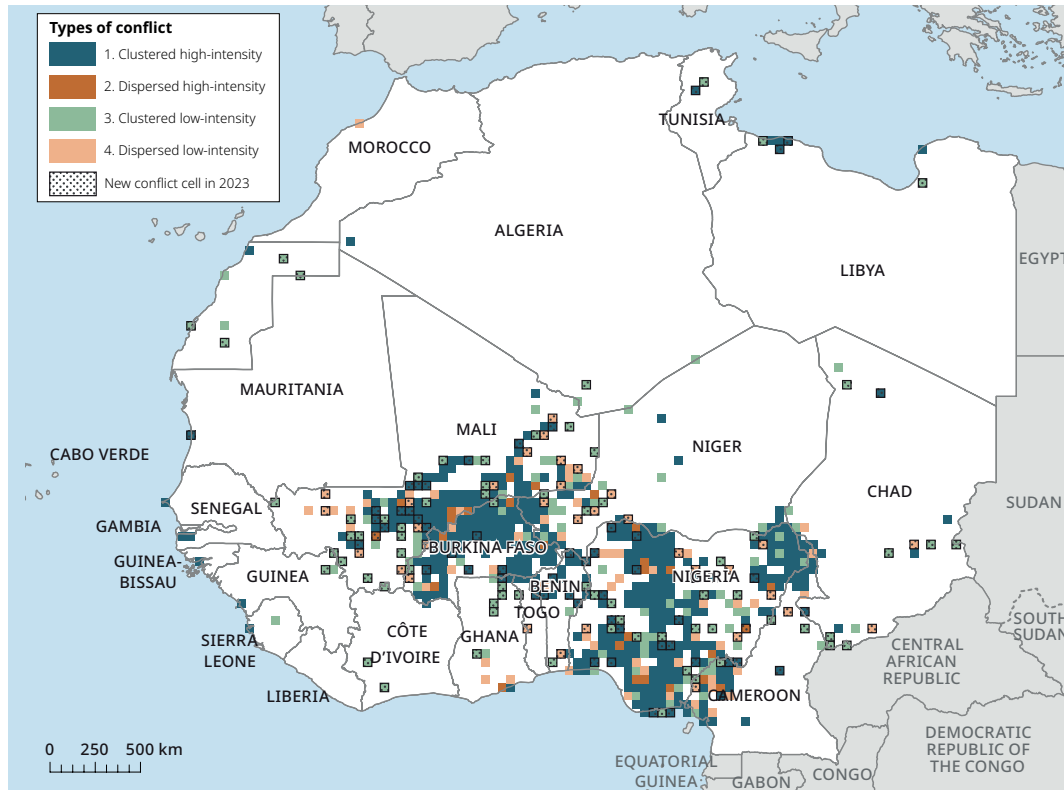 Types of conflict
1. Clustered high-intensity
2. Dispersed high-intensity
3. Clustered low-intensity
4. Dispersed low-intensity
New conflict cell in 2023
TUNISIA
MOROCCO
ALGERIA
LIBYA
EGYPT
MAURITANIA
MALI
NIGER
CABO VERDE
CHAD
SENEGAL
SUDAN
GAMBIA
BURKINA FASO
GUINEA-
BISSAU
GUINEA
NIGERIA
BENIN
TOGO
CÔTE
D'IVOIRE
GHANA
SIERRA
LEONE
SOUTH
SUDAN
CENTRAL
AFRICAN
REPUBLIC
LIBERIA
CAMEROON
0 250 500 km
EQUATORIAL
GUINEA
GABON
CONGO
DEMOCRATIC
REPUBLIC OF
THE CONGO